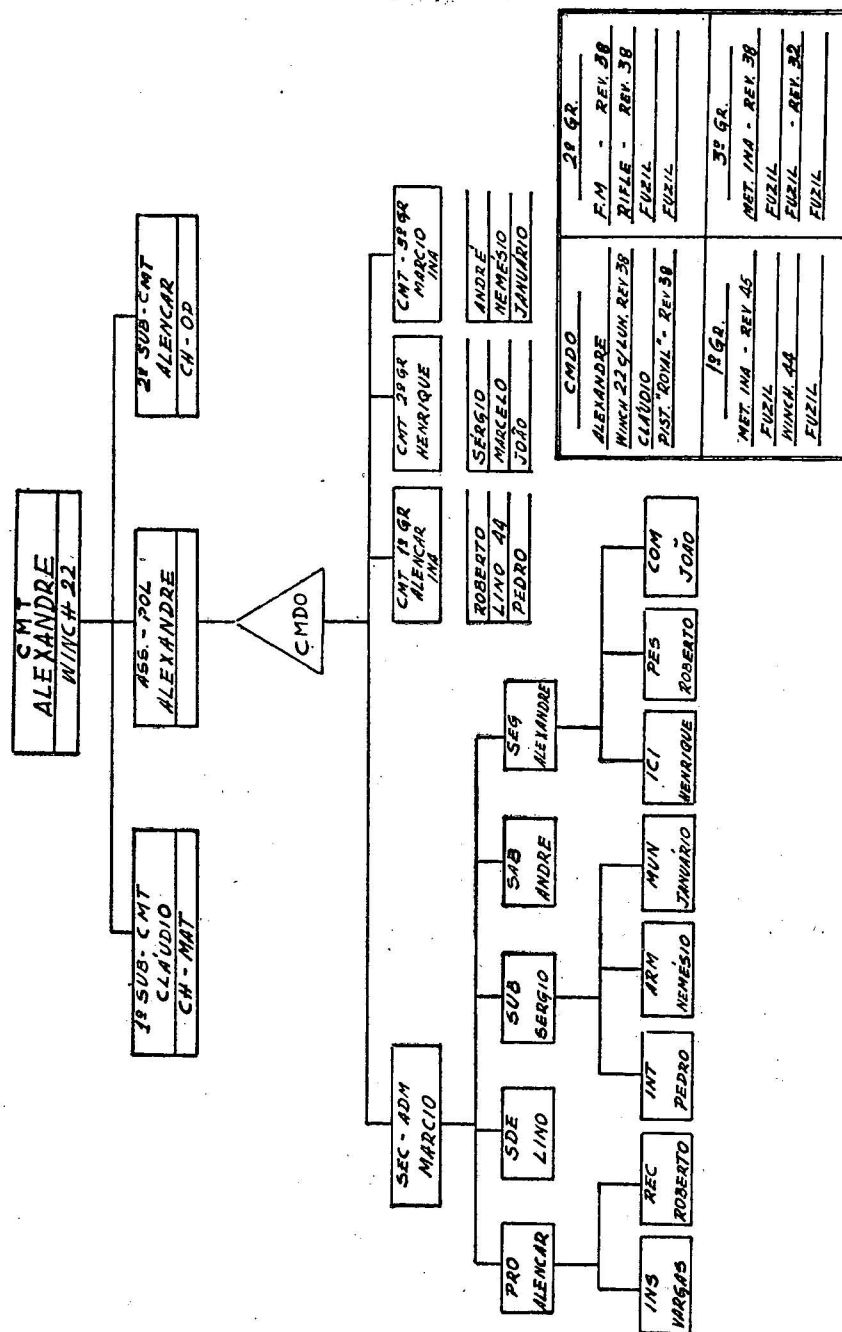 CMT
ALEXANDRE
WINCH 22
1º SUB-CMT
CLÁUDIO
CH-MAT
ASS.-POL
ALEXANDRE
2º SUB-CMT
ALENCAR
CH-OP
CMDO
SEC-ADM
MARCIO
CMT 1º GR
ALENCAR
INA
ROBERTO
LINO 44
PEDRO
CMT 2º GR
HENRIQUE
SÉRGIO
MARCELO
JOÃO
CMT-3º GR
MARCIO
INA
ANDRÉ
NEMÉSIO
JANUÁRIO
PRO
ALENCAR
SDE
LINO
SUB
SERGIO
SAB
ANDRE
SEG
ALEXANDRE
INS
VARGAS
REC
ROBERTO
INT
PEDRO
ARM
NEMÉSIO
MUN
JANUÁRIO
ICI
HENRIQUE
PES
ROBERTO
COM
JOÃO
CMDO
ALEXANDRE
WINCH 22 C/LUN. REV 38
CLAÚDIO
PIST. "ROYAL" - REV 38
2º GR.
F.M - REV. 38
RIFLE - REV. 38
FUZIL
FUZIL
1º GR.
MET. INA - REV 45
FUZIL
WINCH. 44
FUZIL
3º GR.
MET. INA - REV. 38
FUZIL
FUZIL - REV. 32
FUZIL